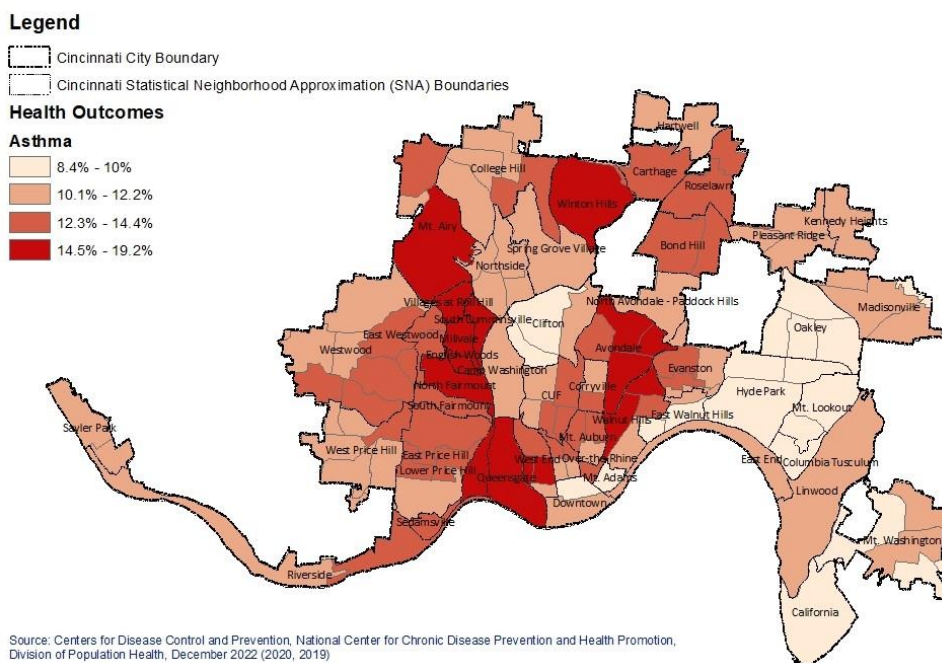 Legend
Cincinnati City Boundary
Cincinnati Statistical Neighborhood Approximation (SNA) Boundaries
Health Outcomes
Asthma
8.4% - 10%
10.1% - 12.2%
12.3% - 14.4%
14.5% - 19.2%
Hartwell
College Hill
Carthage
Roselawn
Winton Hills
Mt. Airy
Kennedy Heights
Pleasant Ridge
Bond Hill
Spring Grove Village
Northside
Villages at Roll Hill
North Avondale - Paddock Hills
Madisonville
South Cumminsville
Clifton
Oakley
East Westwood
Millvale
Avondale
Westwood
English Woods
Camp Washington
Evanston
North Fairmount
Corryville
Hyde Park
CUF
South Fairmount
Mt. Lookout
Walnut Hills
East Walnut Hills
Sayler Park
Mt. Auburn
West Price Hill
East Price Hill
West End
Over-the-Rhine
East End
Columbia Tusculum
Lower Price Hill
Queensgate
Mt. Adams
Linwood
Downtown
Sedamsville
Mt. Washington
Riverside
California
Source: Centers for Disease Control and Prevention, National Center for Chronic Disease Prevention and Health Promotion,
Division of Population Health, December 2022 (2020, 2019)